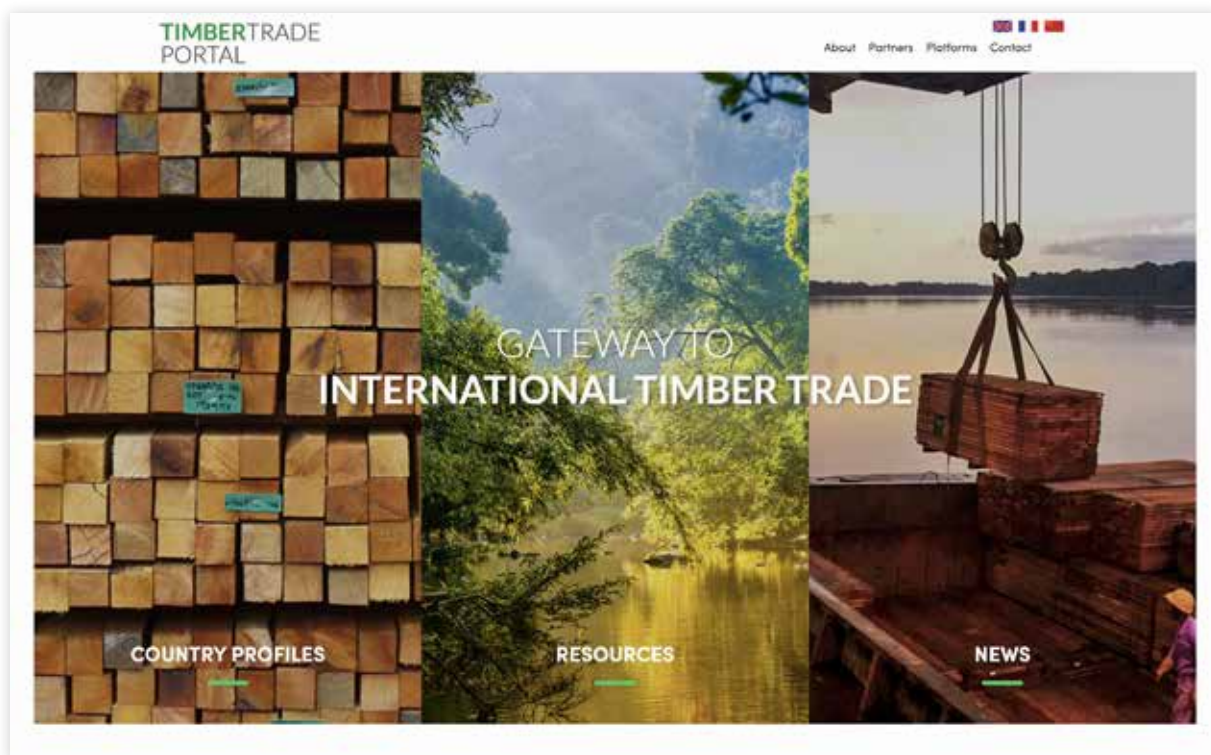 TIMBERTRADE
PORTAL
About Partners Platforms Contact
GATEWAY TO
INTERNATIONAL TIMBER TRADE
COUNTRY PROFILES
RESOURCES
NEWS